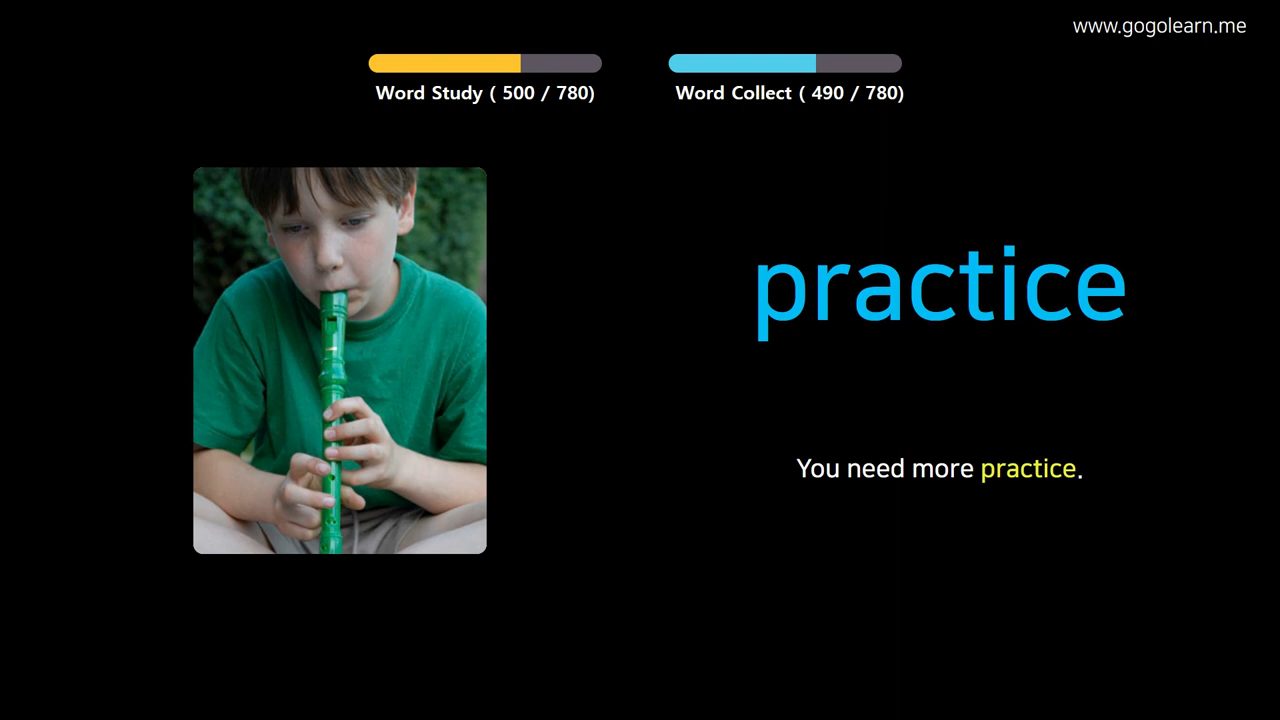 www.gogolearn.me
Word Study ( 500 / 780)
Word Collect ( 490 / 780)
practice
You need more practice.